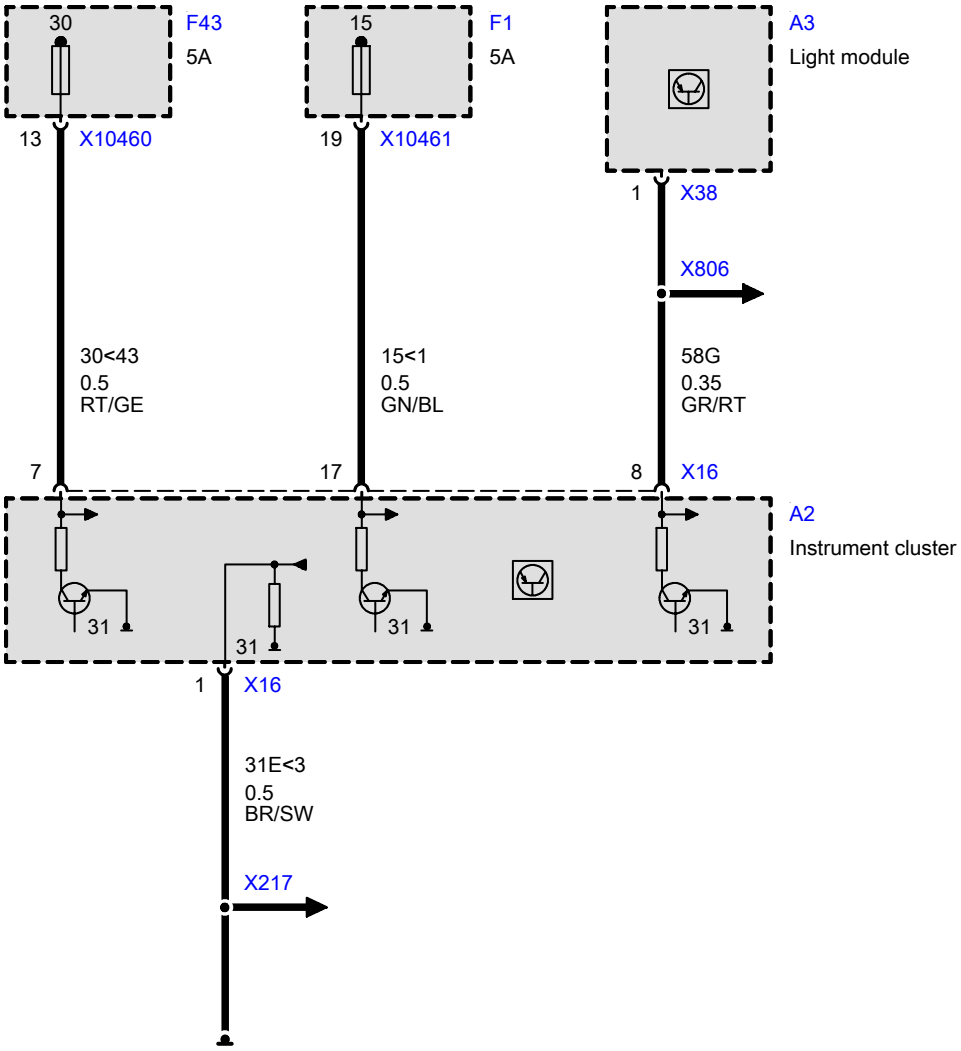 30
F43
5A
13
X10460
15
F1
5A
19
X10461
A3
Light module
1
X38
X806
30<43
0.5
RT/GE
15<1
0.5
GN/BL
58G
0.35
GR/RT
7
17
8
X16
A2
Instrument cluster
31
31
31
31
1
X16
31E<3
0.5
BR/SW
X217